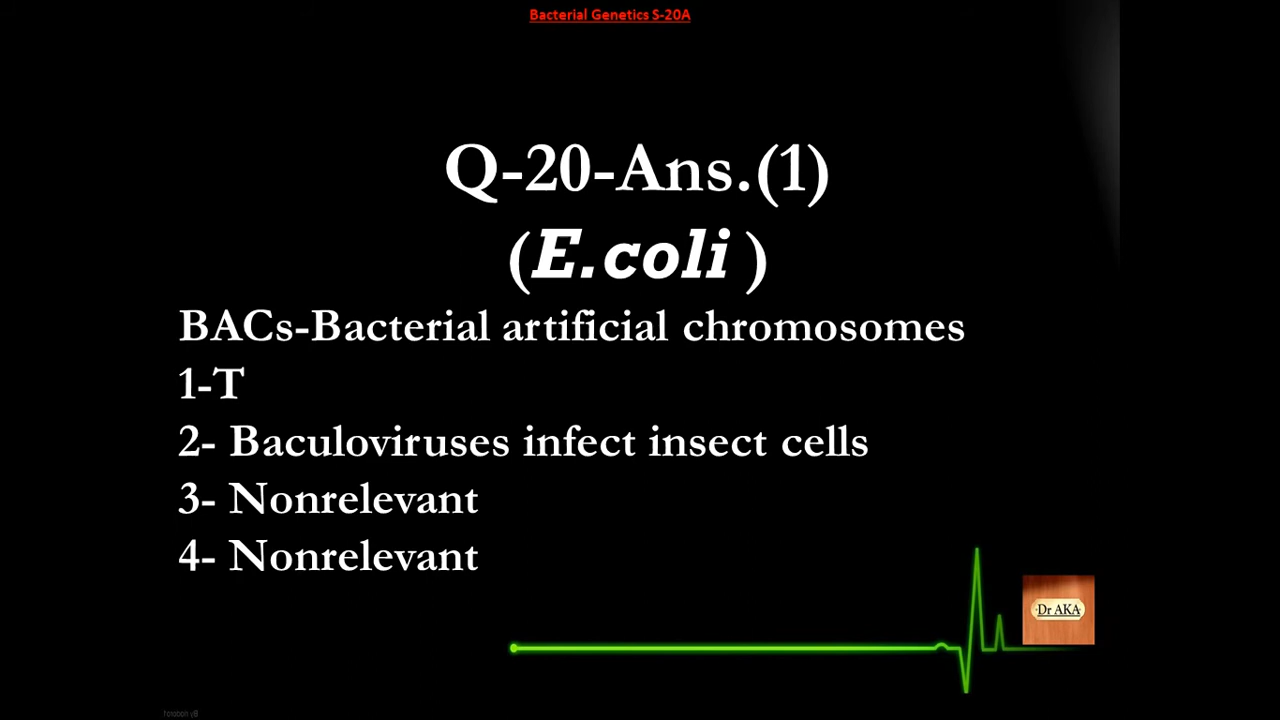 Bacterial Genetics S-20A
Q-20-Ans.(1)
(E.coli )
BACs-Bacterial artificial chromosomes
1-T
2- Baculoviruses infect insect cells
3- Nonrelevant
4- Nonrelevant
Dr AKA